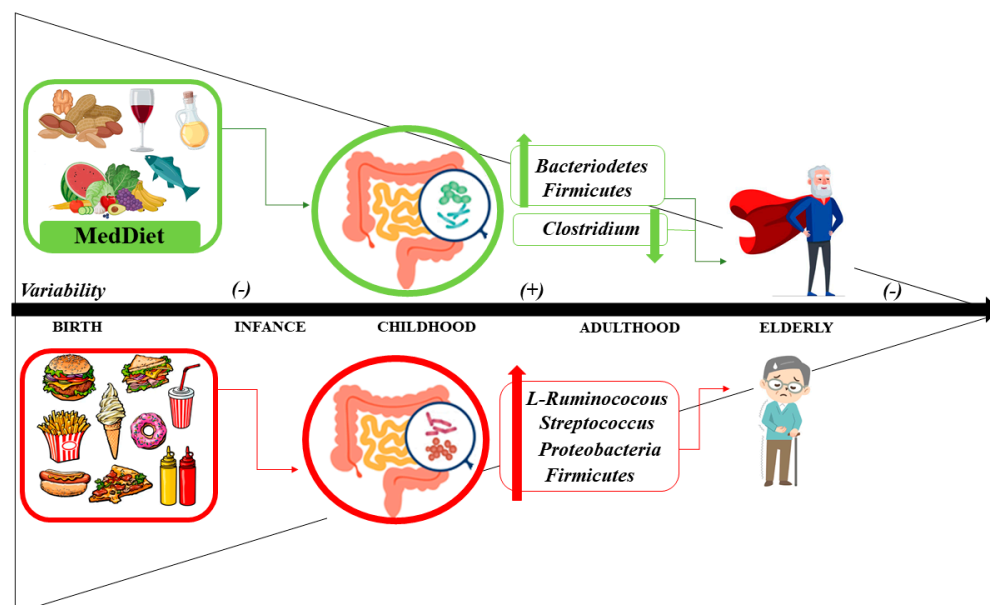 Bacteriodetes
Firmicutes
Clostridium
MedDiet
Variability (-) (+) (-)
BIRTH INFANCE CHILDHOOD ADULTHOOD ELDERLY
L-Ruminococous
Streptococcus
Proteobacteria
Firmicutes